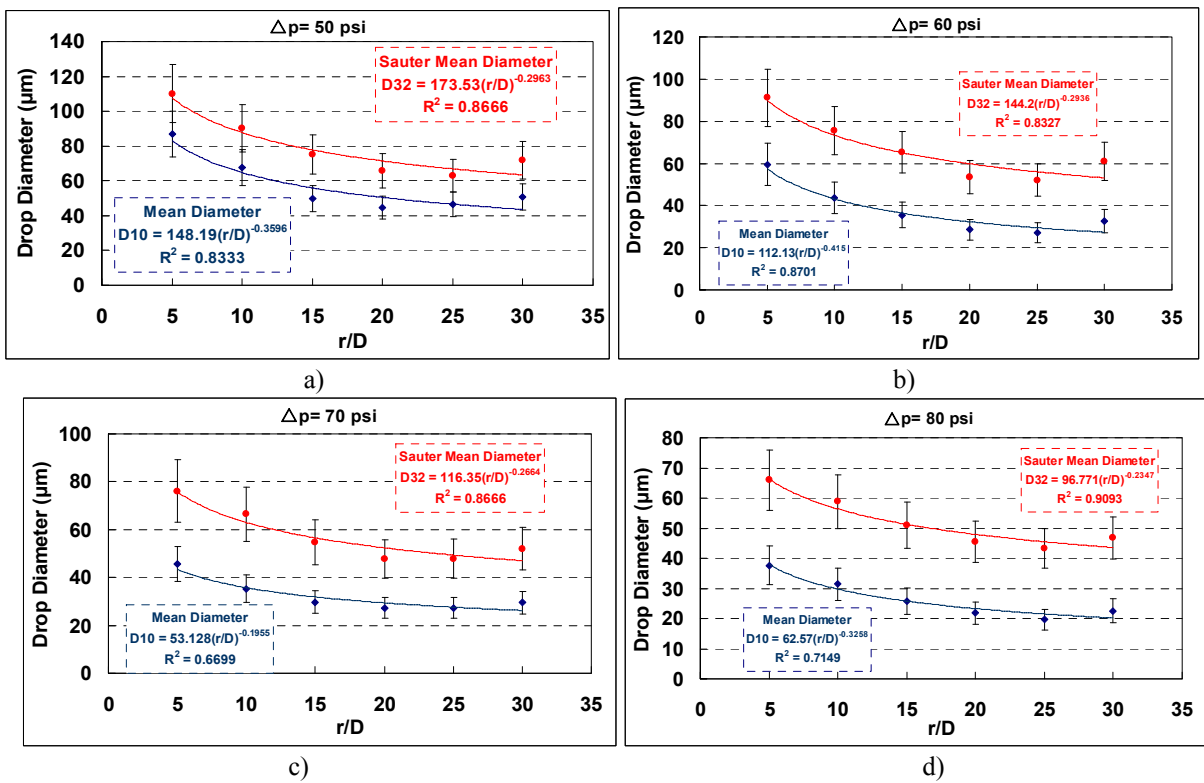 △p= 50 psi
Drop Diameter (µm)
140
120
100
80
60
40
20
0
Sauter Mean Diameter
D32 = 173.53(r/D)^-0.2963
R² = 0.8666
Mean Diameter
D10 = 148.19(r/D)^-0.3596
R² = 0.8333
0 5 10 15 20 25 30 35
r/D
a)
△p= 60 psi
Drop Diameter (µm)
120
100
80
60
40
20
0
Sauter Mean Diameter
D32 = 144.2(r/D)^-0.2936
R² = 0.8327
Mean Diameter
D10 = 112.13(r/D)^-0.415
R² = 0.8701
0 5 10 15 20 25 30 35
r/D
b)
△p= 70 psi
Drop Diameter (µm)
100
80
60
40
20
0
Sauter Mean Diameter
D32 = 116.35(r/D)^-0.2664
R² = 0.8666
Mean Diameter
D10 = 53.128(r/D)^-0.1955
R² = 0.6699
0 5 10 15 20 25 30 35
r/D
c)
△p= 80 psi
Drop Diameter (µm)
80
70
60
50
40
30
20
10
0
Sauter Mean Diameter
D32 = 96.771(r/D)^-0.2347
R² = 0.9093
Mean Diameter
D10 = 62.57(r/D)^-0.3258
R² = 0.7149
0 5 10 15 20 25 30 35
r/D
d)